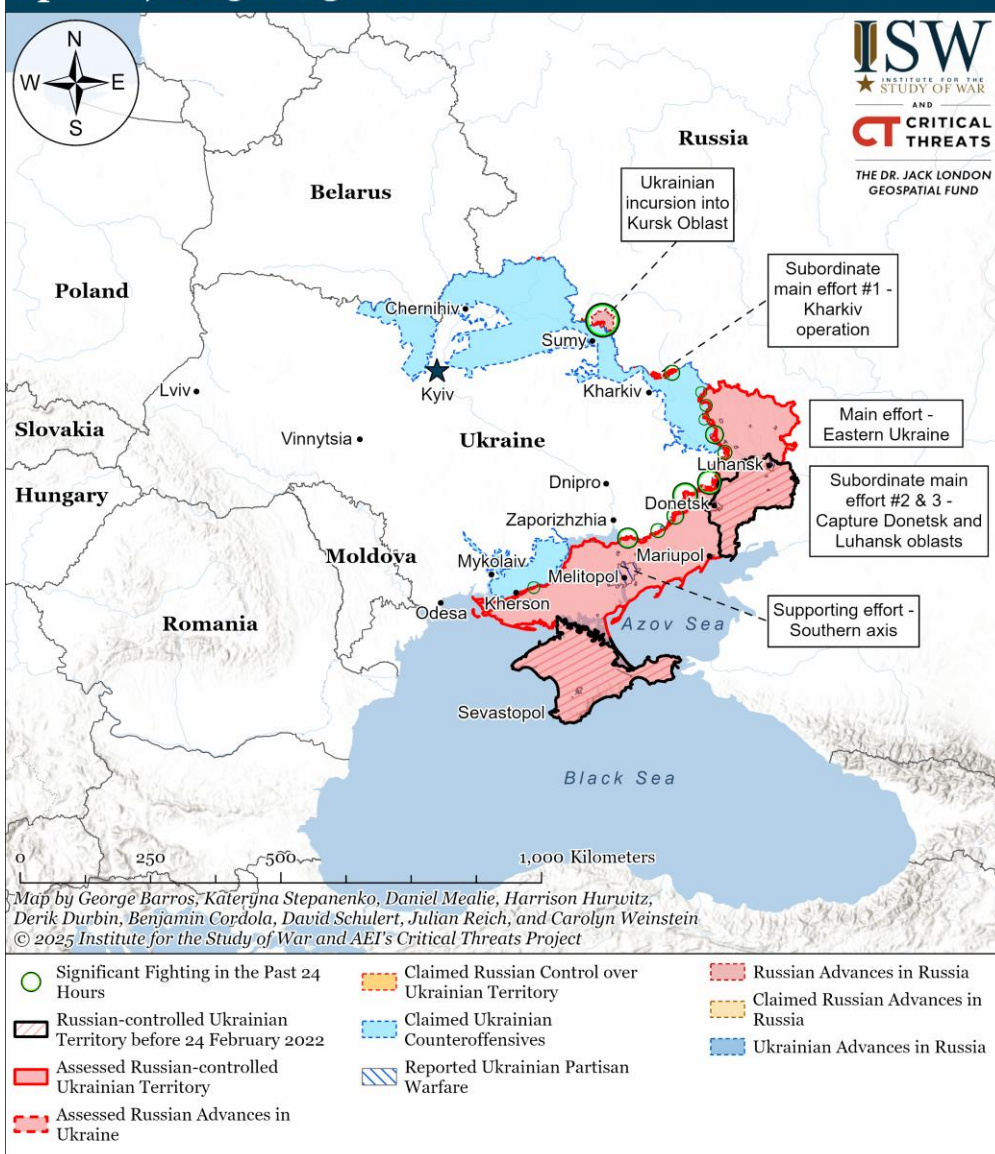 N
W E
S
ISW
INSTITUTE FOR THE
STUDY OF WAR
AND
CT CRITICAL
THREATS
THE DR. JACK LONDON
GEOSPATIAL FUND
Russia
Ukrainian
incursion into
Kursk Oblast
Belarus
Subordinate
main effort #1 -
Kharkiv
operation
Poland
Chernihiv
Sumy
Lviv
Kyiv
Kharkiv
Slovakia
Vinnytsia
Ukraine
Main effort -
Eastern Ukraine
Luhansk
Hungary
Dnipro
Donetsk
Subordinate main
effort #2 & 3 -
Capture Donetsk and
Luhansk oblasts
Zaporizhzhia
Moldova
Mykolaiv
Mariupol
Melitopol
Odesa
Kherson
Romania
Azov Sea
Supporting effort -
Southern axis
Sevastopol
Black Sea
0 250 500 1,000 Kilometers
Map by George Barros, Kateryna Stepanenko, Daniel Mealie, Harrison Hurwitz,
Derik Durbin, Benjamin Cordola, David Schulert, Julian Reich, and Carolyn Weinstein
© 2025 Institute for the Study of War and AEI's Critical Threats Project
Significant Fighting in the Past 24
Hours
Russian-controlled Ukrainian
Territory before 24 February 2022
Assessed Russian-controlled
Ukrainian Territory
Assessed Russian Advances in
Ukraine
Claimed Russian Control over
Ukrainian Territory
Claimed Ukrainian
Counteroffensives
Reported Ukrainian Partisan
Warfare
Russian Advances in Russia
Claimed Russian Advances in
Russia
Ukrainian Advances in Russia